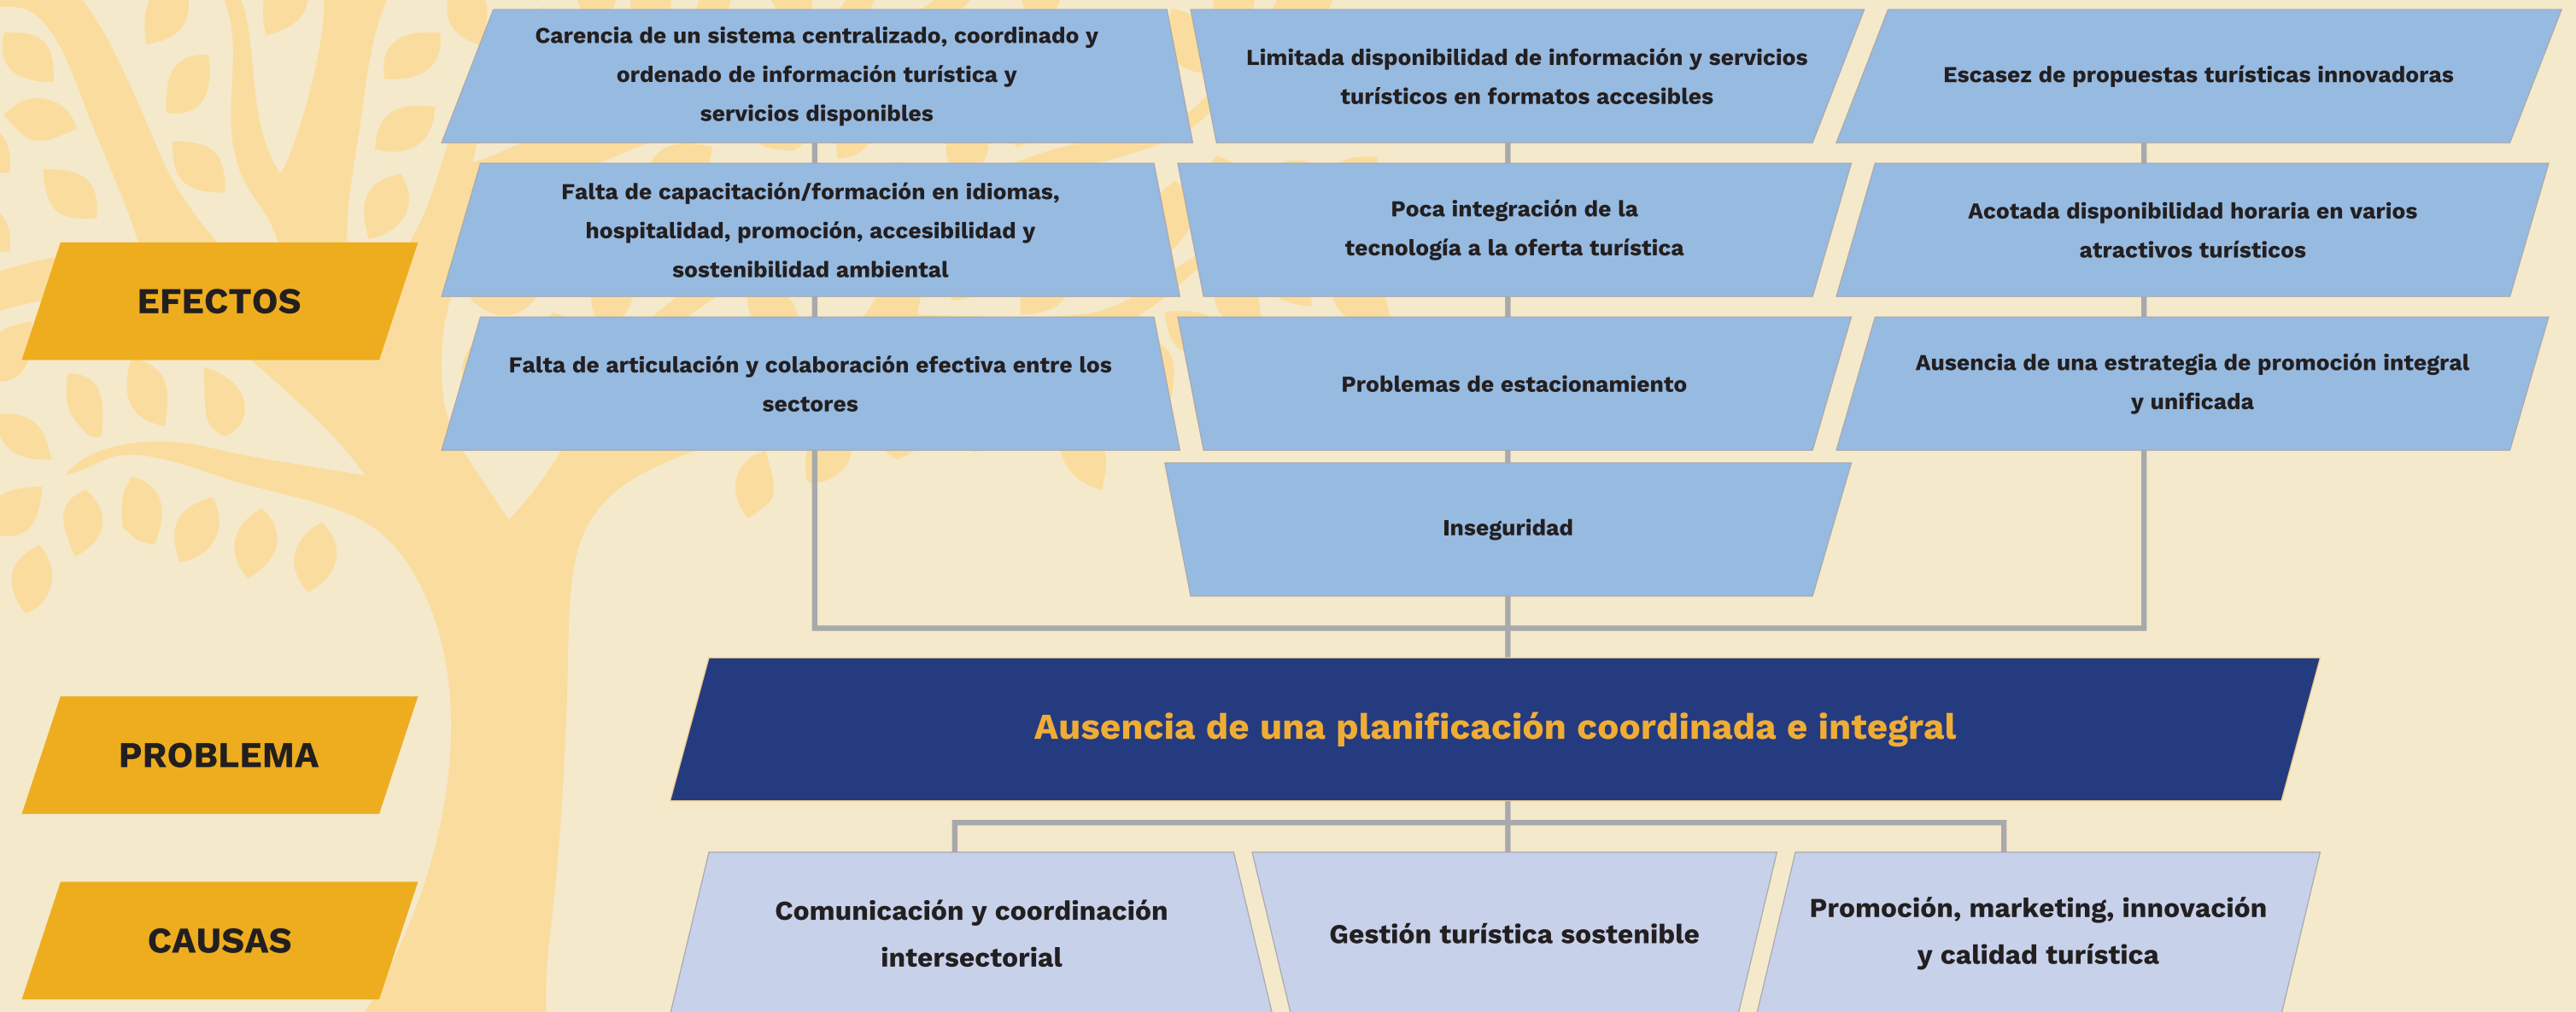 Carencia de un sistema centralizado, coordinado y
ordenado de información turística y
servicios disponibles
Limitada disponibilidad de información y servicios
turísticos en formatos accesibles
Escasez de propuestas turísticas innovadoras
Falta de capacitación/formación en idiomas,
hospitalidad, promoción, accesibilidad y
sostenibilidad ambiental
Poca integración de la
tecnología a la oferta turística
Acotada disponibilidad horaria en varios
atractivos turísticos
EFECTOS
Falta de articulación y colaboración efectiva entre los
sectores
Problemas de estacionamiento
Ausencia de una estrategia de promoción integral
y unificada
Inseguridad
PROBLEMA
Ausencia de una planificación coordinada e integral
CAUSAS
Comunicación y coordinación
intersectorial
Gestión turística sostenible
Promoción, marketing, innovación
y calidad turística